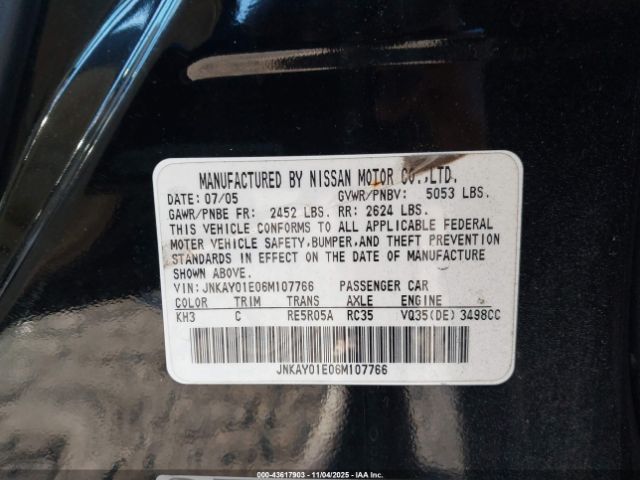 MANUFACTURED BY NISSAN MOTOR CO.,LTD.
DATE: 07/05 GVWR/PNBV: 5053 LBS.
GAWR/PNBE FR: 2452 LBS. RR: 2624 LBS.
THIS VEHICLE CONFORMS TO ALL APPLICABLE FEDERAL
MOTOR VEHICLE SAFETY,BUMPER,AND THEFT PREVENTION
STANDARDS IN EFFECT ON THE DATE OF MANUFACTURE
SHOWN ABOVE.
VIN: JNKAY01E06M107766 PASSENGER CAR
COLOR TRIM TRANS AXLE ENGINE
KH3 C RE5R05A RC35 VQ35(DE) 3498CC
JNKAY01E06M107766
000-43617903 - 11/04/2025 - IAAI BRANCH